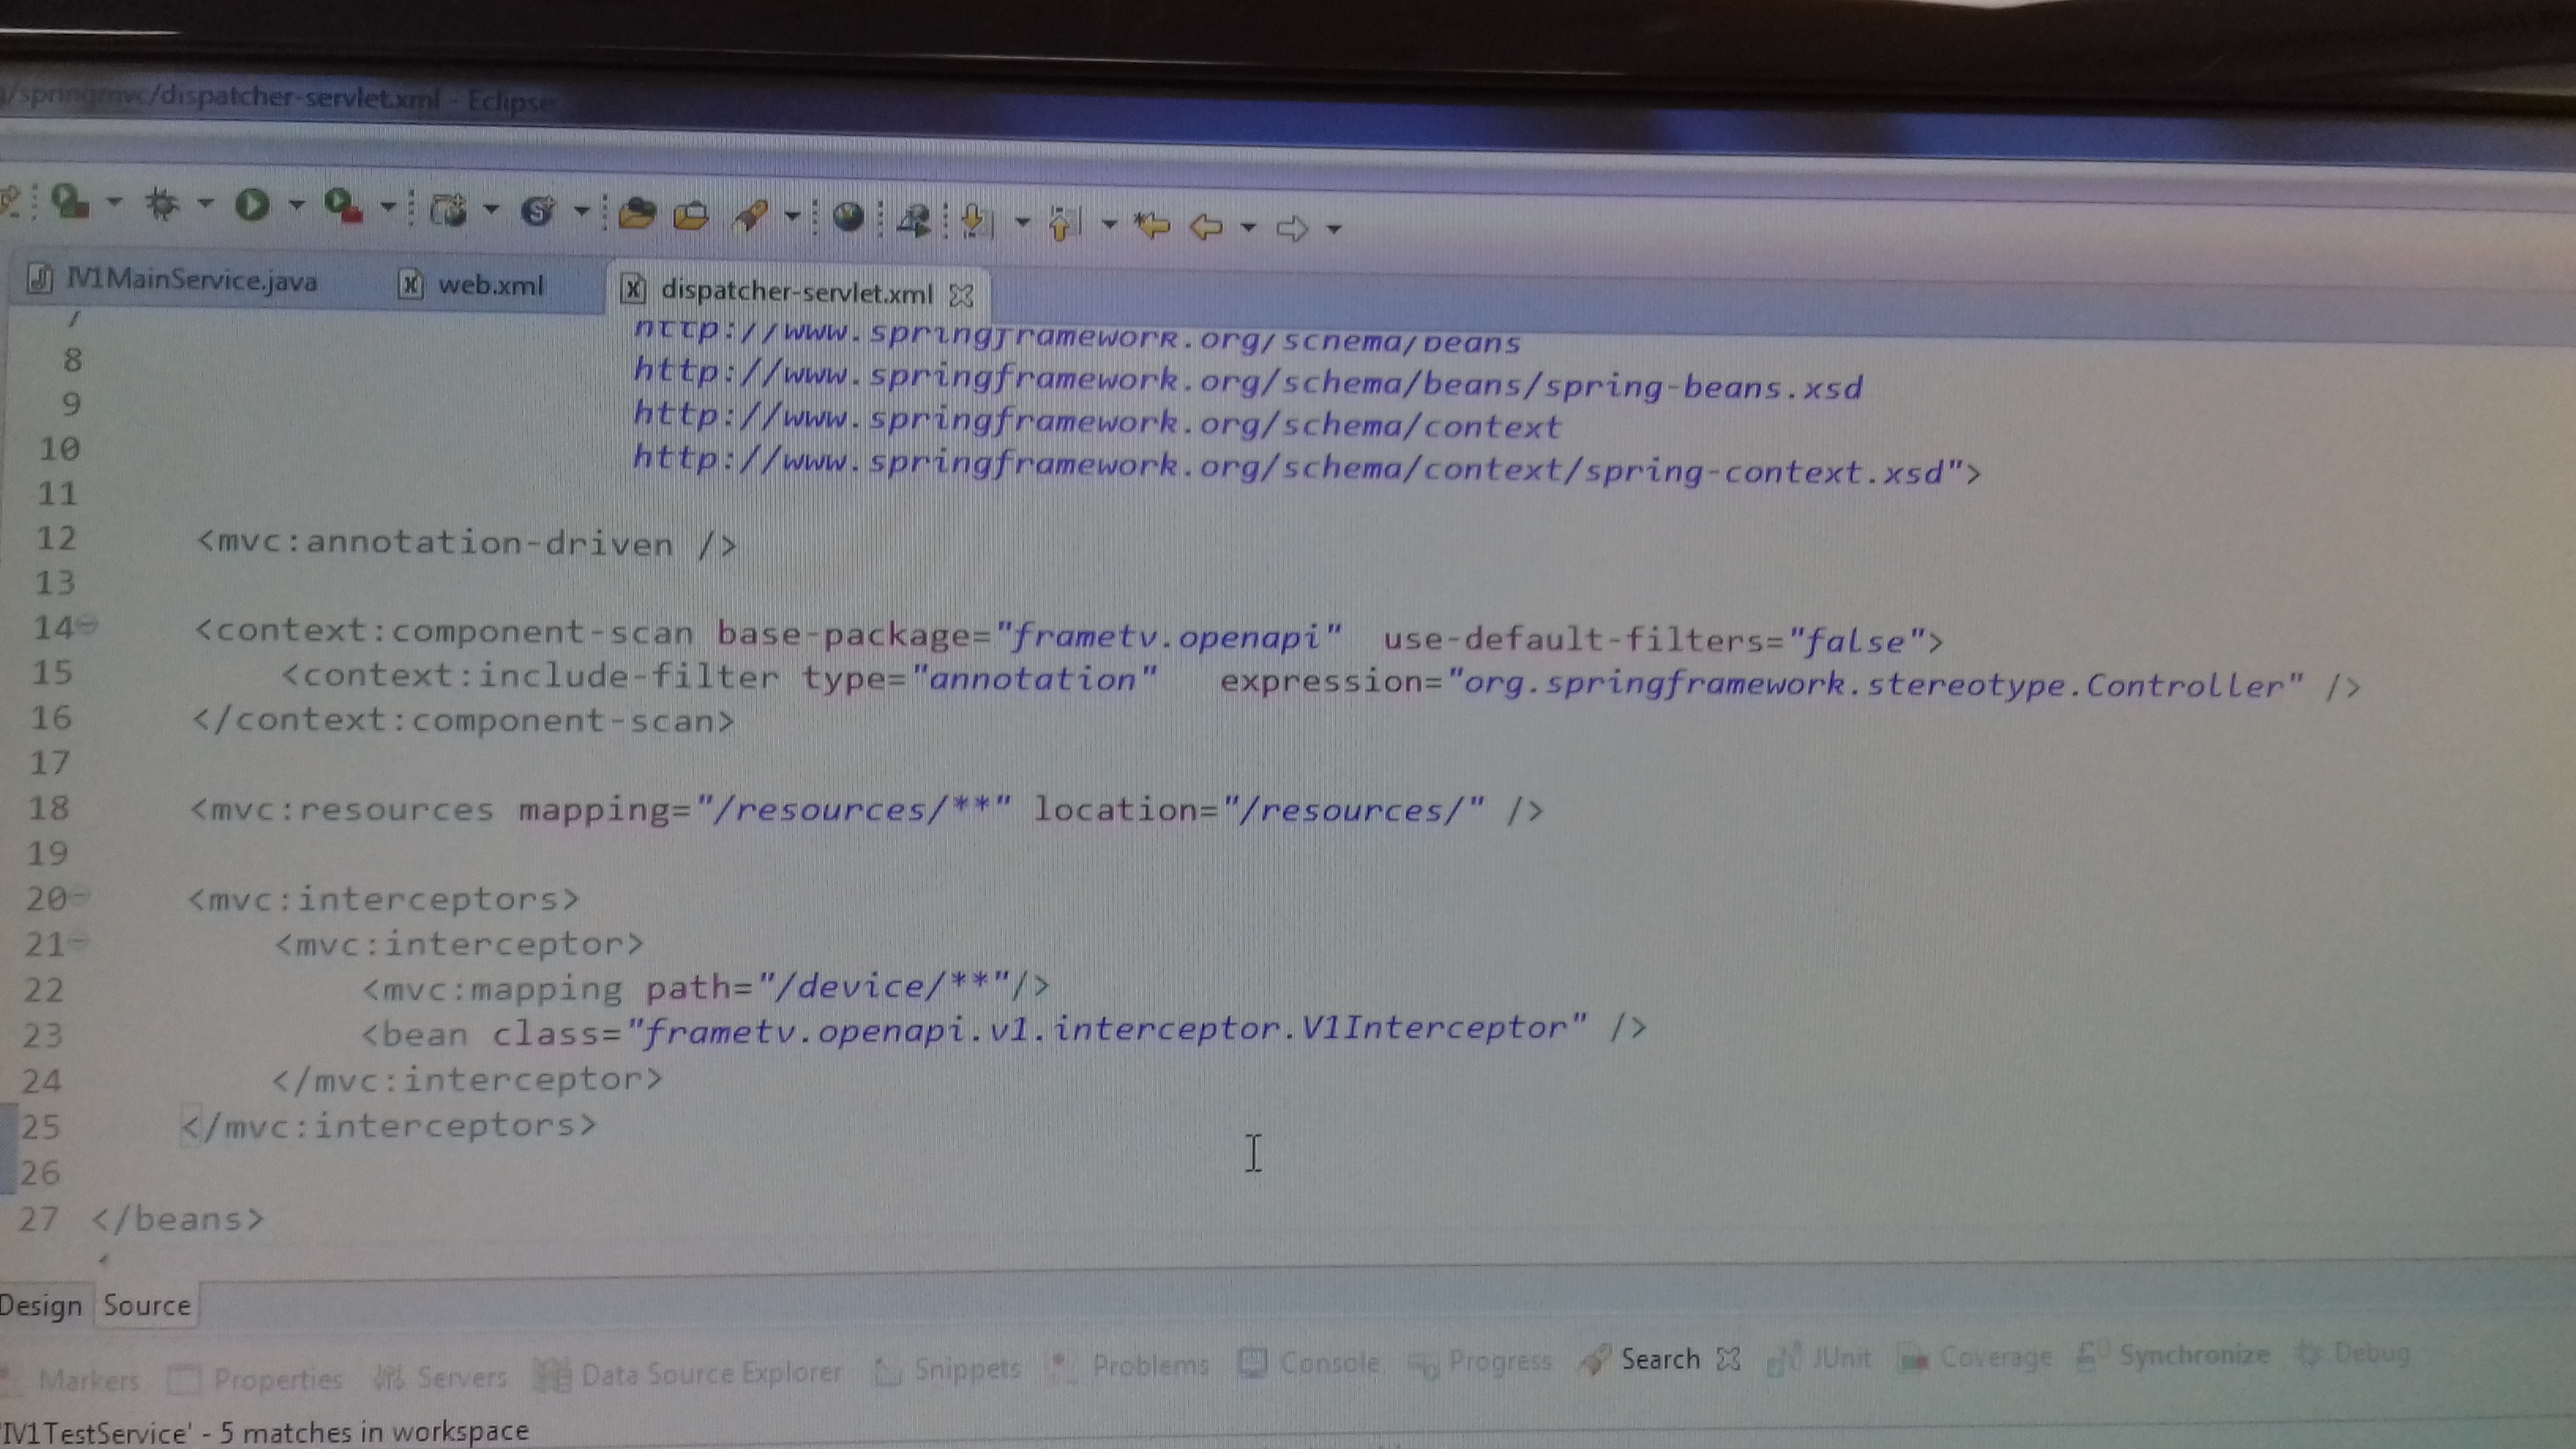 /springmvc/dispatcher-servlet.xml - Eclipse
IV1MainService.java web.xml dispatcher-servlet.xml
7 http://www.springframework.org/schema/beans
8 http://www.springframework.org/schema/beans/spring-beans.xsd
9 http://www.springframework.org/schema/context
10 http://www.springframework.org/schema/context/spring-context.xsd">
11
12 <mvc:annotation-driven />
13
14 <context:component-scan base-package="frametv.openapi" use-default-filters="false">
15 <context:include-filter type="annotation" expression="org.springframework.stereotype.Controller" />
16 </context:component-scan>
17
18 <mvc:resources mapping="/resources/**" location="/resources/" />
19
20 <mvc:interceptors>
21 <mvc:interceptor>
22 <mvc:mapping path="/device/**"/>
23 <bean class="frametv.openapi.v1.interceptor.V1Interceptor" />
24 </mvc:interceptor>
25 </mvc:interceptors>
26
27 </beans>
Design Source
Markers Properties Servers Data Source Explorer Snippets Problems Console Progress Search JUnit Coverage Synchronize Debug
'IV1TestService' - 5 matches in workspace